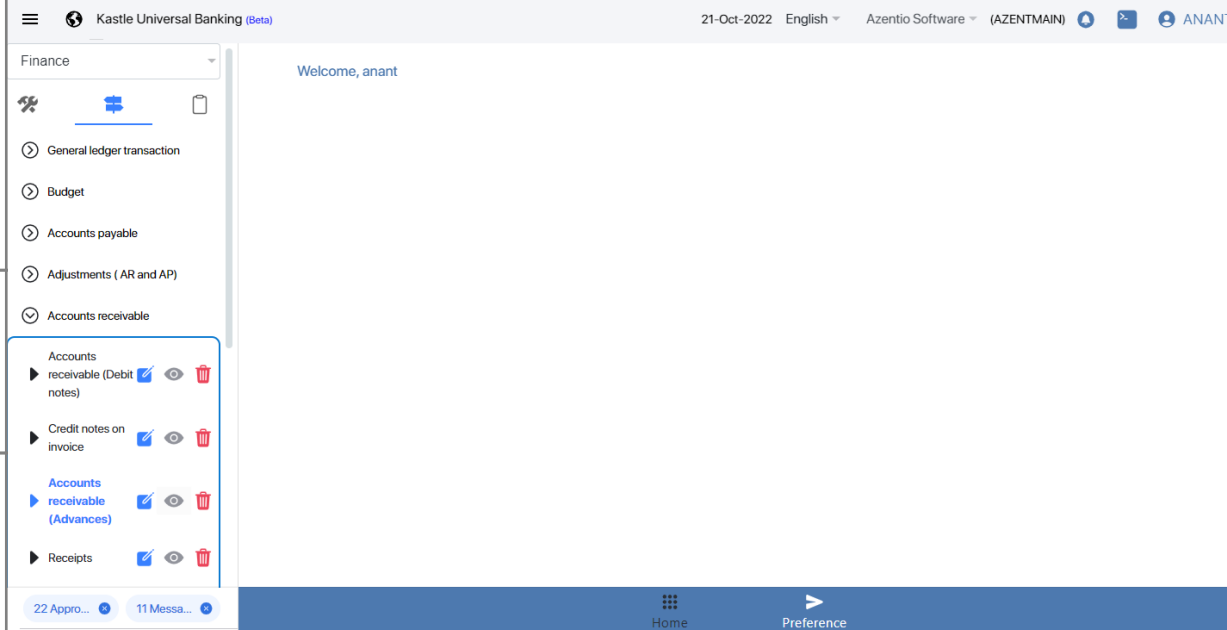 Kastle Universal Banking (Beta)
21-Oct-2022 English Azentio Software (AZENTMAIN) ANANT
Finance
Welcome, anant
General ledger transaction
Budget
Accounts payable
Adjustments ( AR and AP)
Accounts receivable
Accounts
receivable (Debit
notes)
Credit notes on
invoice
Accounts
receivable
(Advances)
Receipts
22 Appro...
11 Messa...
Home
Preference